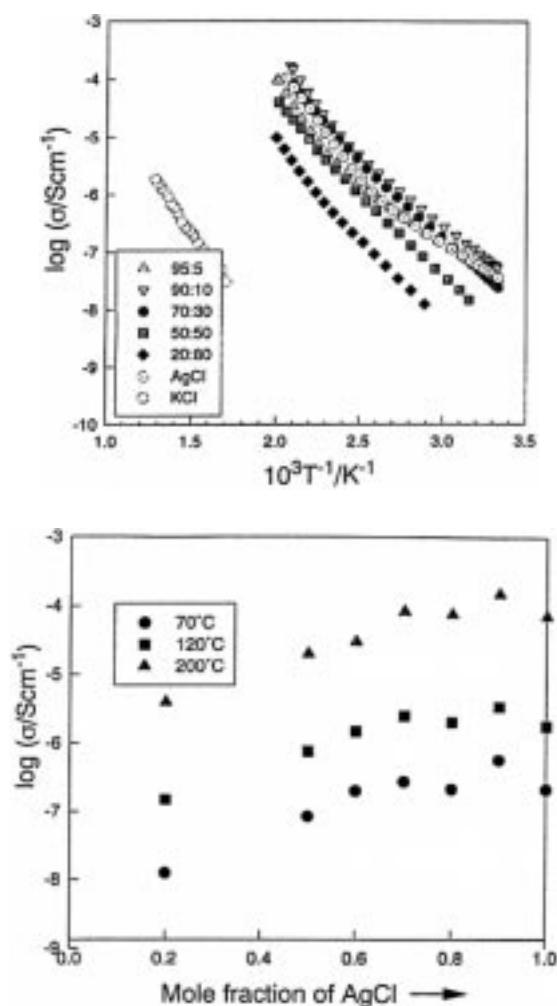 -3
-4
-5
-6
-7
-8
-9
-10
log (σ/Scm⁻¹)
95:5
90:10
70:30
50:50
20:80
AgCl
KCl
1.0 1.5 2.0 2.5 3.0 3.5
10³T⁻¹/K⁻¹
-3
-4
-5
-6
-7
-8
-9
log (σ/Scm⁻¹)
70°C
120°C
200°C
0.0 0.2 0.4 0.6 0.8 1.0
Mole fraction of AgCl →